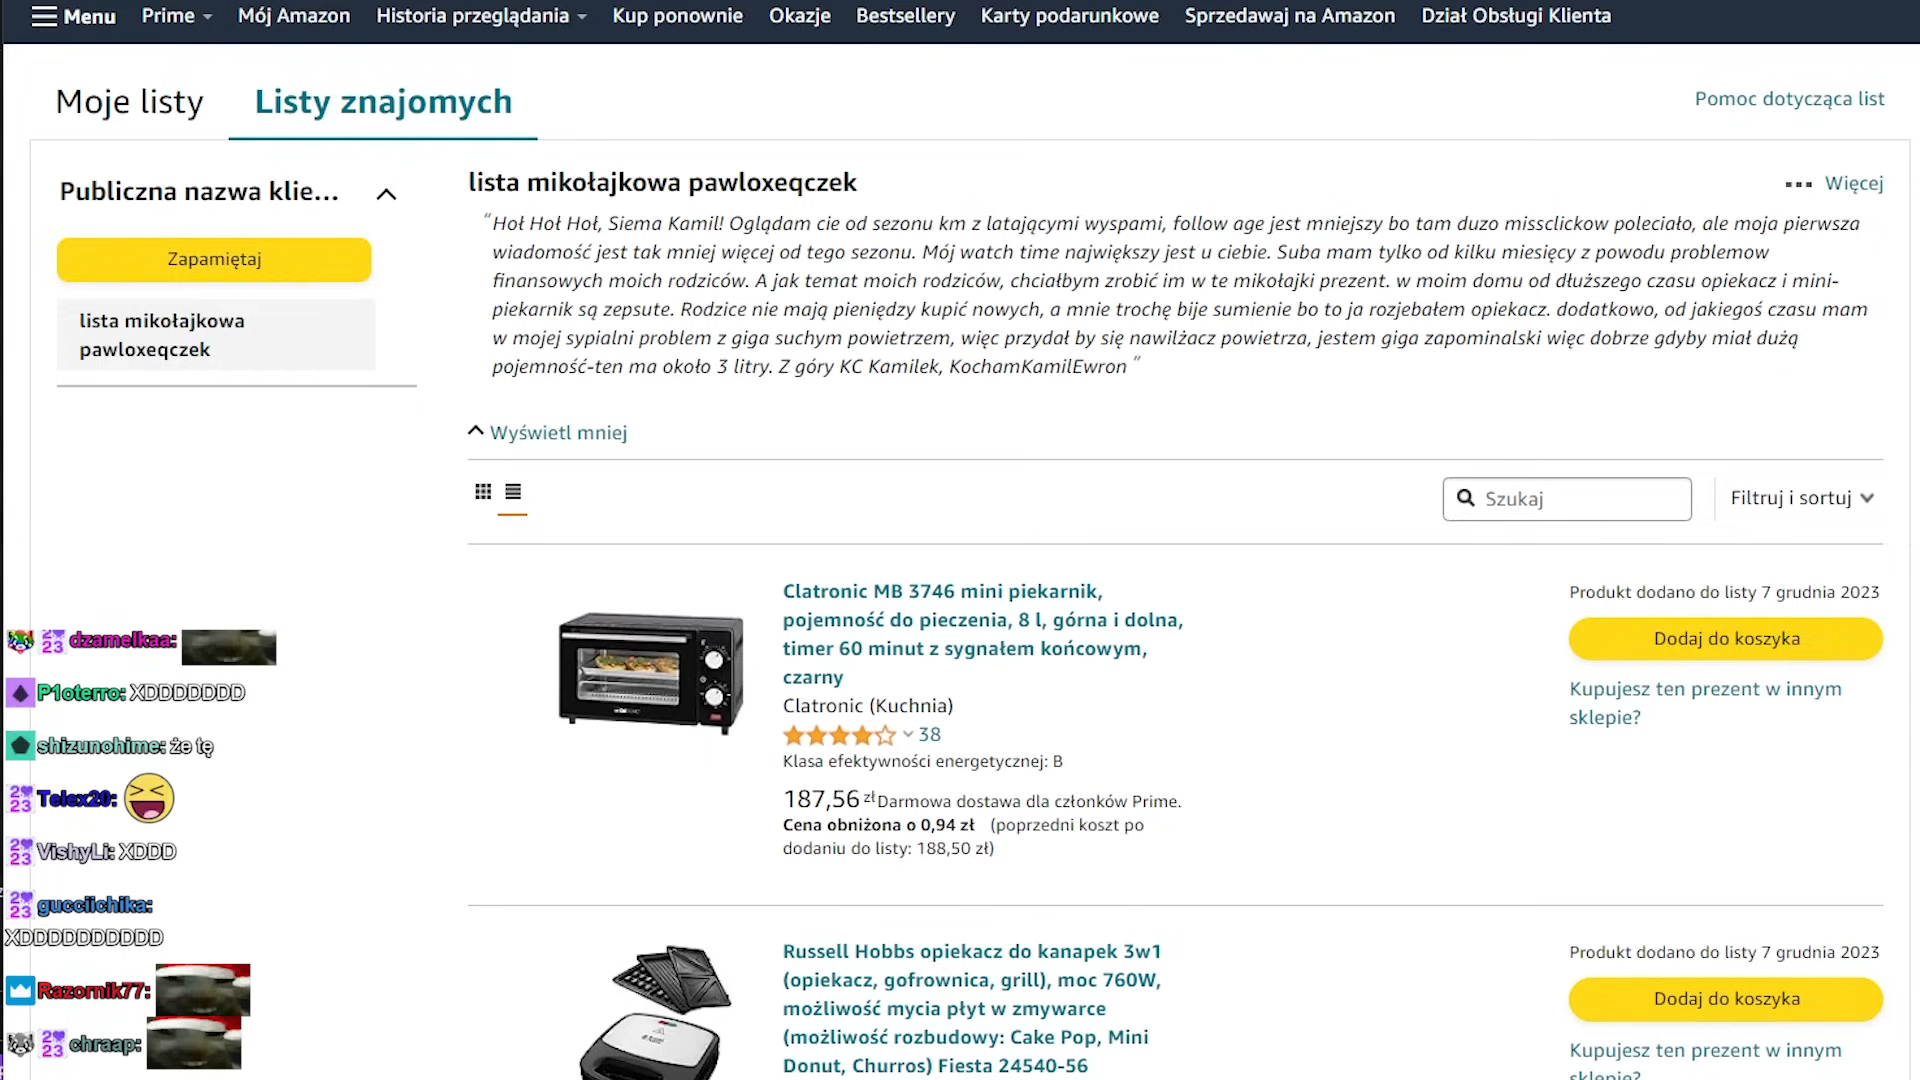 Menu Prime Mój Amazon Historia przeglądania Kup ponownie Okazje Bestsellery Karty podarunkowe Sprzedawaj na Amazon Dział Obsługi Klienta
Moje listy Listy znajomych Pomoc dotycząca list
Publiczna nazwa klie...
Zapamiętaj
lista mikołajkowa
pawloxeqczek
lista mikołajkowa pawloxeqczek
Więcej
“Hoł Hoł Hoł, Siema Kamil! Oglądam cie od sezonu km z latającymi wyspami, follow age jest mniejszy bo tam duzo missclickow poleciało, ale moja pierwsza
wiadomość jest tak mniej więcej od tego sezonu. Mój watch time największy jest u ciebie. Suba mam tylko od kilku miesięcy z powodu problemow
finansowych moich rodziców. A jak temat moich rodziców, chciałbym zrobić im w te mikołajki prezent. w moim domu od dłuższego czasu opiekacz i mini-
piekarnik są zepsute. Rodzice nie mają pieniędzy kupić nowych, a mnie trochę bije sumienie bo to ja rozjebałem opiekacz. dodatkowo, od jakiegoś czasu mam
w mojej sypialni problem z giga suchym powietrzem, więc przydał by się nawilżacz powietrza, jestem giga zapominalski więc dobrze gdyby miał dużą
pojemność-ten ma około 3 litry. Z góry KC Kamilek, KochamKamilEwron ”
Wyświetl mniej
Szukaj
Filtruj i sortuj
Clatronic MB 3746 mini piekarnik,
pojemność do pieczenia, 8 l, górna i dolna,
timer 60 minut z sygnałem końcowym,
czarny
Clatronic (Kuchnia)
38
Klasa efektywności energetycznej: B
187,56 zł Darmowa dostawa dla członków Prime.
Cena obniżona o 0,94 zł (poprzedni koszt po
dodaniu do listy: 188,50 zł)
Produkt dodano do listy 7 grudnia 2023
Dodaj do koszyka
Kupujesz ten prezent w innym
sklepie?
Russell Hobbs opiekacz do kanapek 3w1
(opiekacz, gofrownica, grill), moc 760W,
możliwość mycia płyt w zmywarce
(możliwość rozbudowy: Cake Pop, Mini
Donut, Churros) Fiesta 24540-56
Produkt dodano do listy 7 grudnia 2023
Dodaj do koszyka
Kupujesz ten prezent w innym
sklepie?
2023 dzamelkaa:
P1oterro: XDDDDDDD
shizunohime: że tę
2023 Telex20:
2023 VishyLi: XDDD
2023 gucciichika:
XDDDDDDDDDD
Razornik77:
2023 chraap: